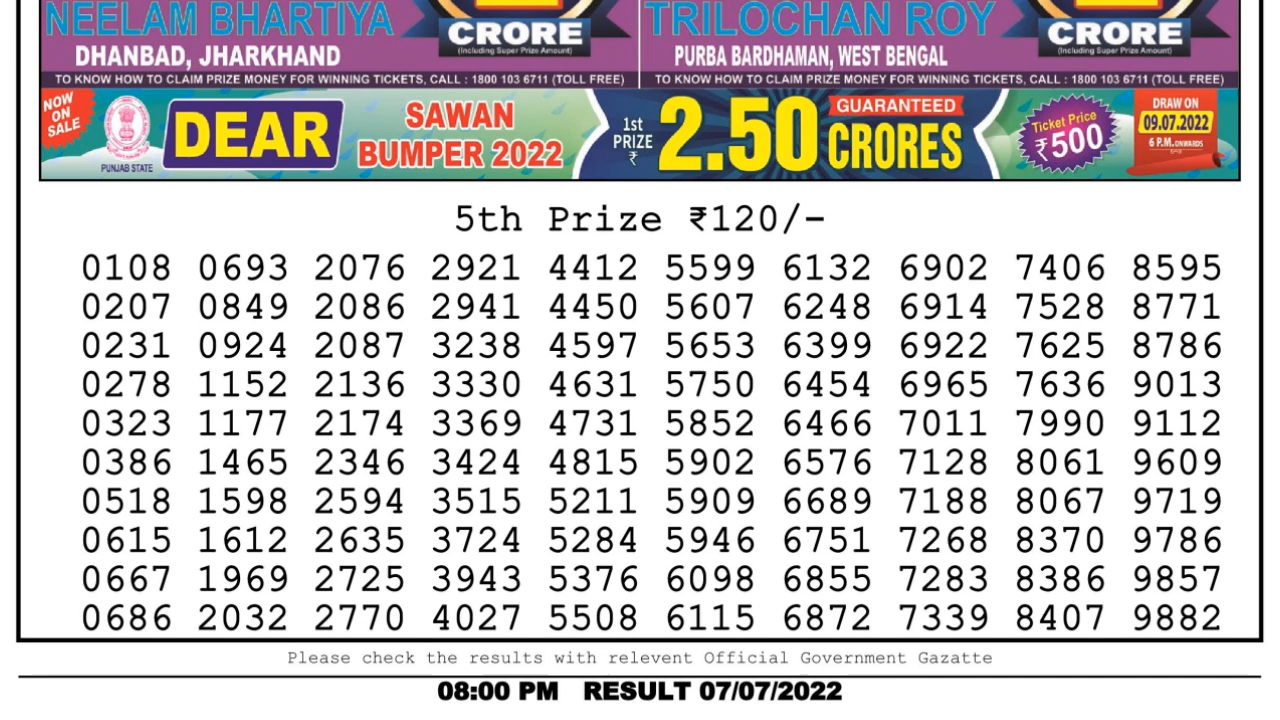 NEELAM BHARTIYA
DHANBAD, JHARKHAND
CRORE
(Including Super Prize Amount)
TRILOCHAN ROY
PURBA BARDHAMAN, WEST BENGAL
CRORE
(Including Super Prize Amount)
TO KNOW HOW TO CLAIM PRIZE MONEY FOR WINNING TICKETS, CALL : 1800 103 6711 (TOLL FREE)
TO KNOW HOW TO CLAIM PRIZE MONEY FOR WINNING TICKETS, CALL : 1800 103 6711 (TOLL FREE)
NOW
ON
SALE
PUNJAB STATE
DEAR
SAWAN
BUMPER 2022
1st
PRIZE
₹
2.50
GUARANTEED
CRORES
Ticket Price
₹500
DRAW ON
09.07.2022
6 P.M. ONWARDS
5th Prize ₹120/-
0108 0693 2076 2921 4412 5599 6132 6902 7406 8595
0207 0849 2086 2941 4450 5607 6248 6914 7528 8771
0231 0924 2087 3238 4597 5653 6399 6922 7625 8786
0278 1152 2136 3330 4631 5750 6454 6965 7636 9013
0323 1177 2174 3369 4731 5852 6466 7011 7990 9112
0386 1465 2346 3424 4815 5902 6576 7128 8061 9609
0518 1598 2594 3515 5211 5909 6689 7188 8067 9719
0615 1612 2635 3724 5284 5946 6751 7268 8370 9786
0667 1969 2725 3943 5376 6098 6855 7283 8386 9857
0686 2032 2770 4027 5508 6115 6872 7339 8407 9882
Please check the results with relevent Official Government Gazatte
08:00 PM RESULT 07/07/2022